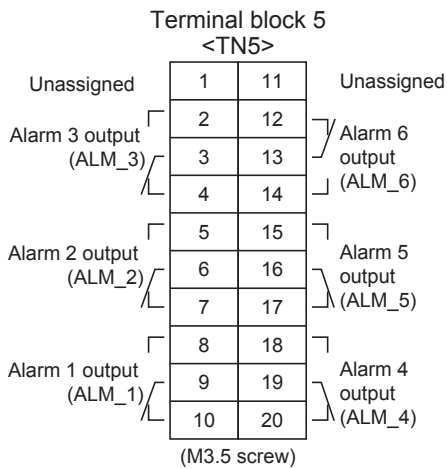 Terminal block 5
<TN5>
Unassigned 1 11 Unassigned
2 12
Alarm 3 output
(ALM_3)
3 13
Alarm 6
output
(ALM_6)
4 14
5 15
Alarm 2 output
(ALM_2)
6 16
Alarm 5
output
(ALM_5)
7 17
8 18
Alarm 1 output
(ALM_1)
9 19
Alarm 4
output
(ALM_4)
10 20
(M3.5 screw)